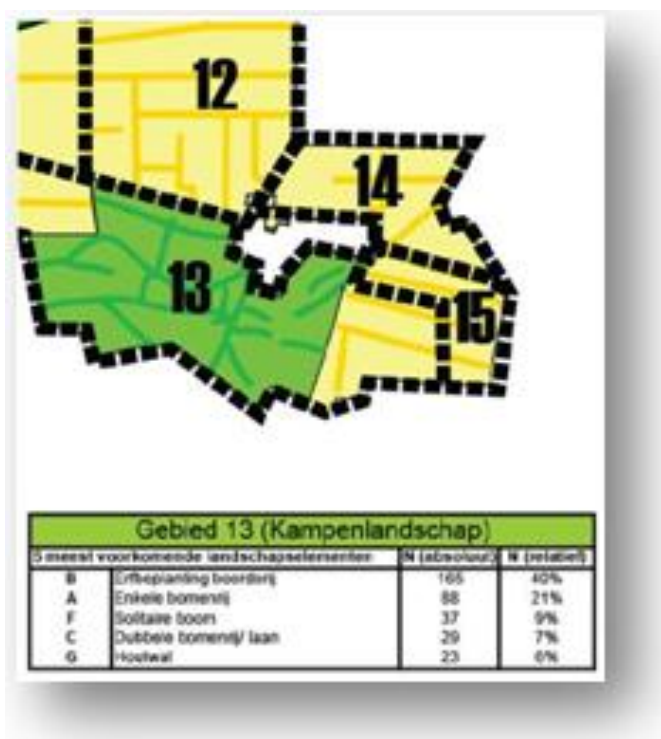 12
14
13
15
Gebied 13 (Kampenlandschap)
5 meest voorkomende landschapselementen N (absoluut) N (relatief)
B Erfbeplanting boerderij 165 40%
A Enkele bomenrij 88 21%
F Solitaire boom 37 9%
C Dubbele bomenrij/ laan 29 7%
G Houtwal 23 6%